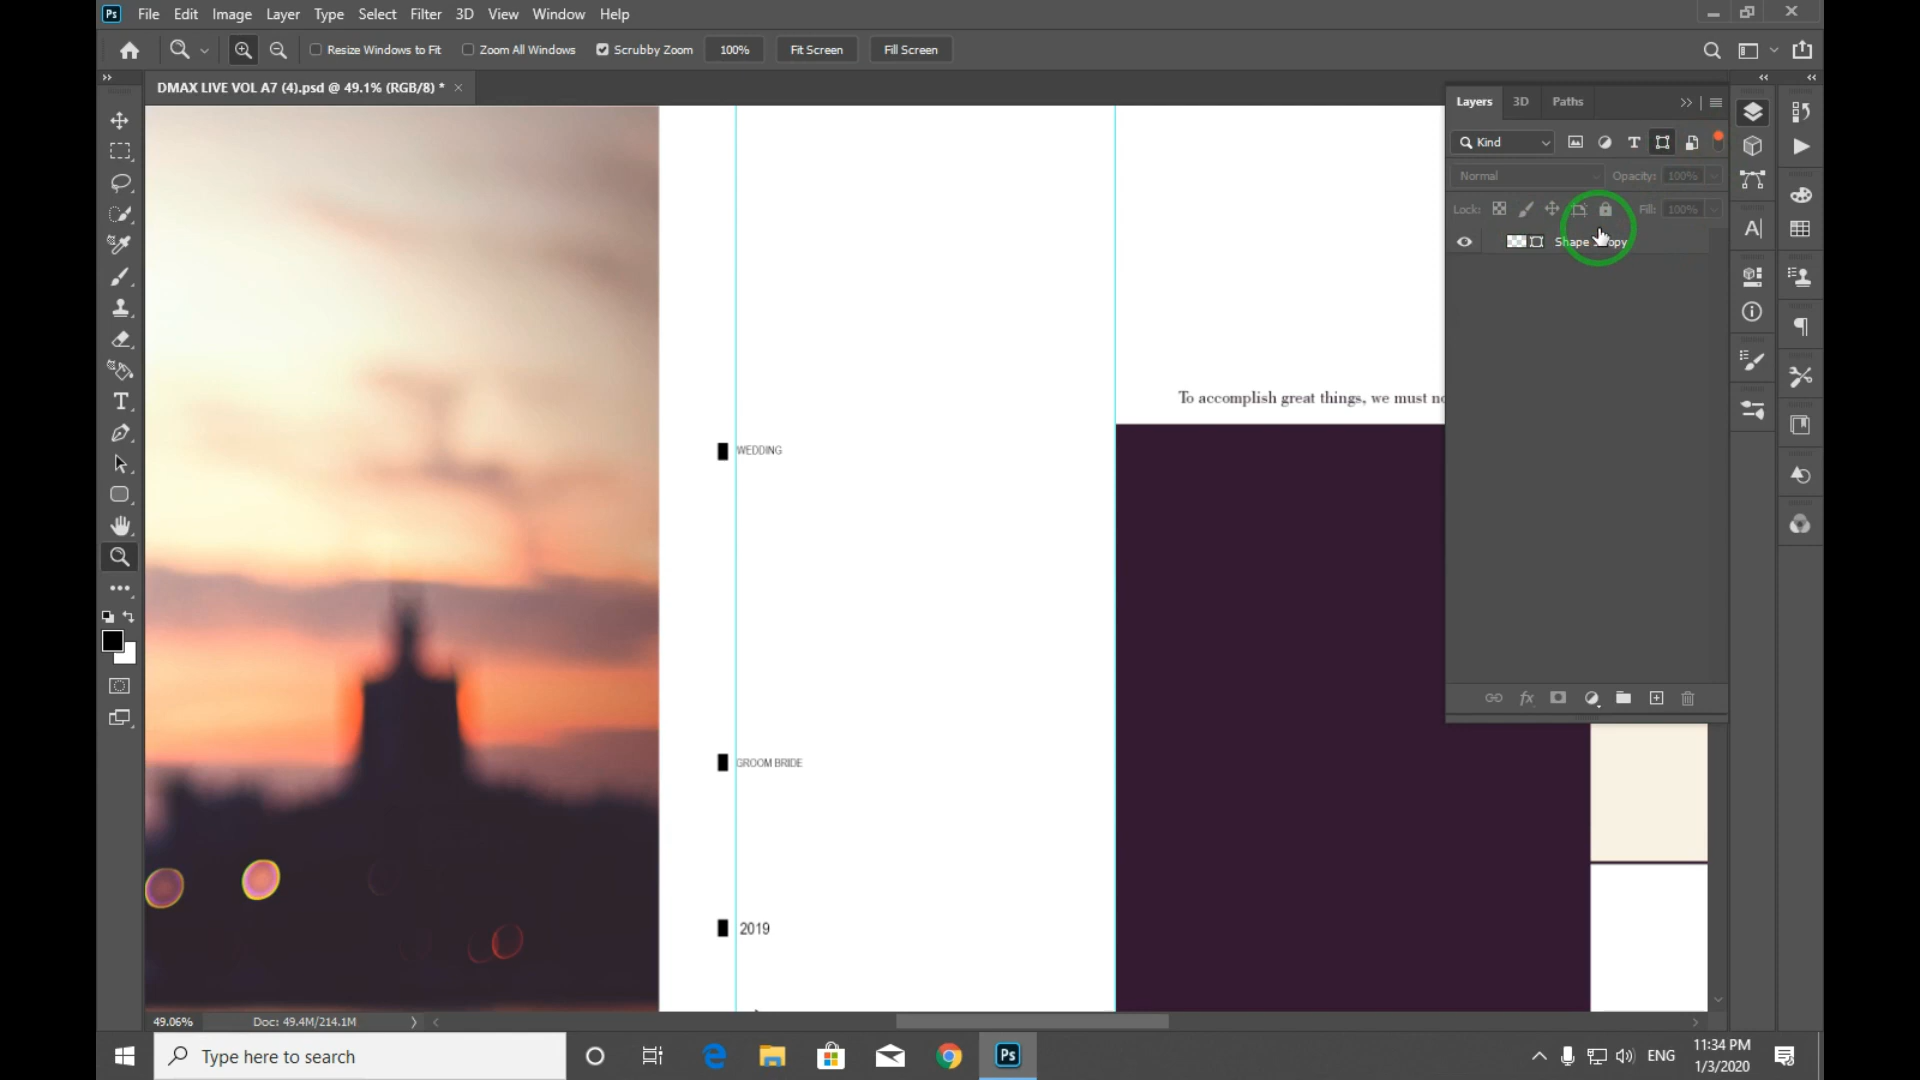 Ps File Edit Image Layer Type Select Filter 3D View Window Help
Resize Windows to Fit Zoom All Windows Scrubby Zoom 100% Fit Screen Fill Screen
DMAX LIVE VOL A7 (4).psd @ 49.1% (RGB/8) *
Layers 3D Paths
Kind
Normal Opacity: 100%
Lock: Fill: 100%
Shape
To accomplish great things, we must
WEDDING
GROOM BRIDE
2019
49.06% Doc: 49.4M/214.1M
Type here to search
Ps
ENG
11:34 PM
1/3/2020